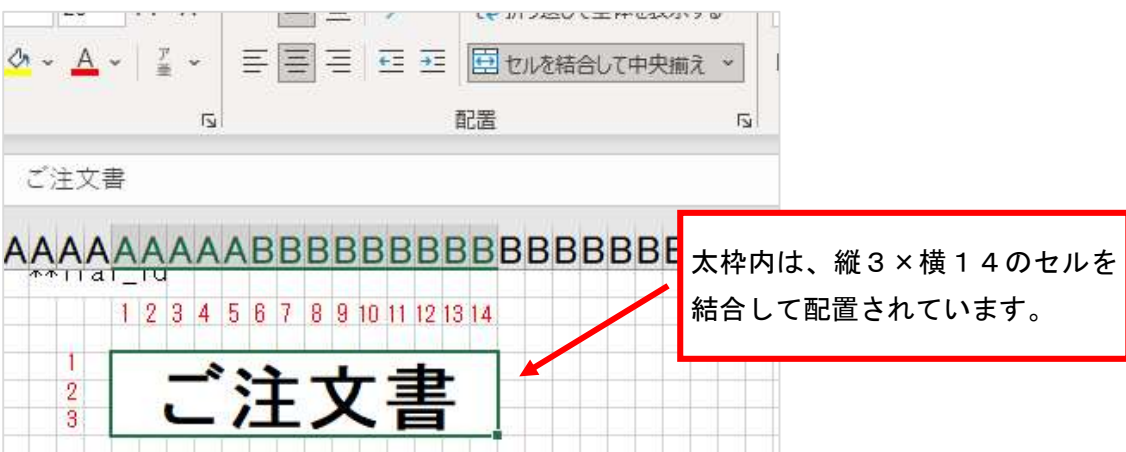 折り返して全体を表示する
A
ア
亜
セルを結合して中央揃え
配置
ご注文書
AAAAAAAAABBBBBBBBBBBBBBBB
1 2 3 4 5 6 7 8 9 10 11 12 13 14
太枠内は、縦3×横14のセルを
結合して配置されています。
1
2
3
ご注文書